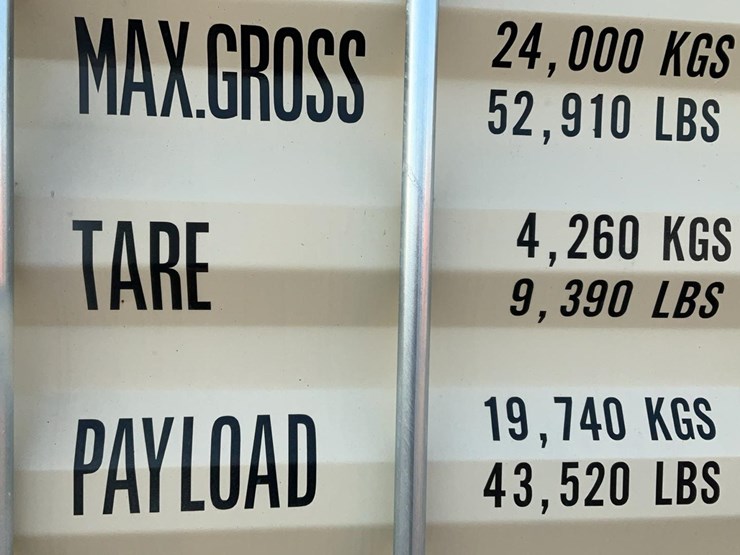 MAX.GROSS 24,000 KGS
52,910 LBS
TARE 4,260 KGS
9,390 LBS
PAYLOAD 19,740 KGS
43,520 LBS